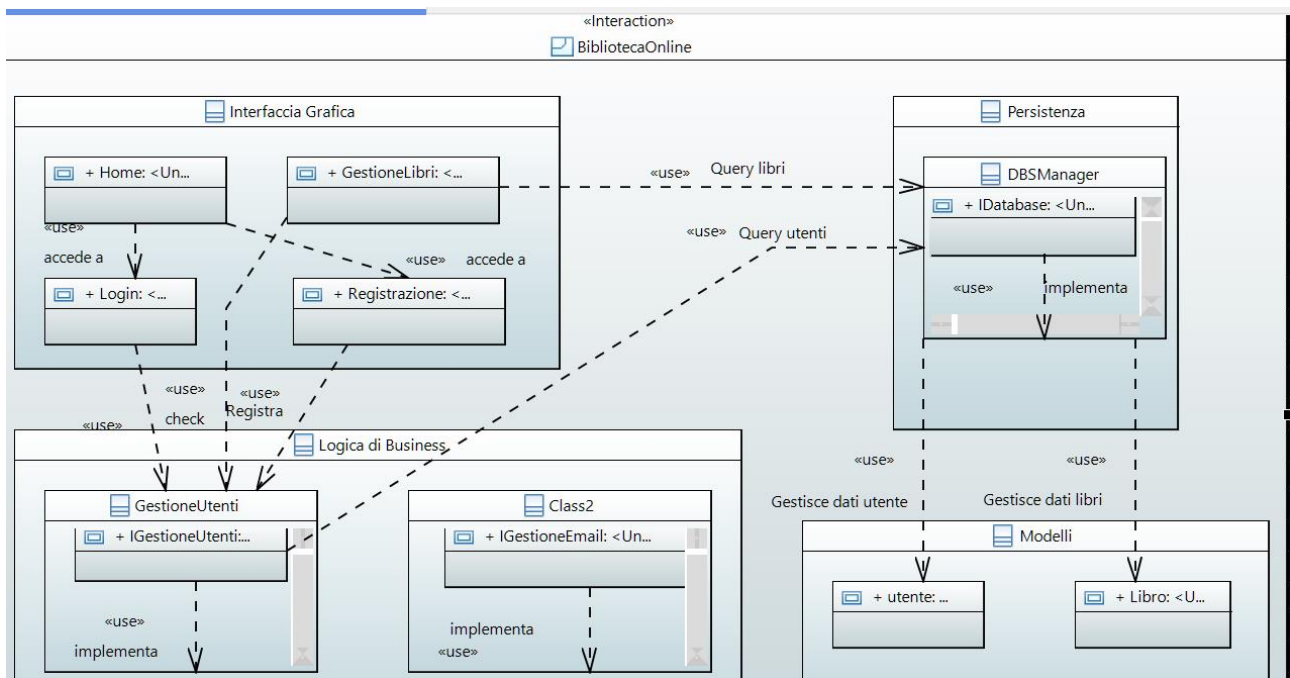 «Interaction»
BibliotecaOnline
Interfaccia Grafica
+ Home: <Un...
+ GestioneLibri: <...
«use»
accede a
«use» accede a
+ Login: <...
+ Registrazione: <...
«use» Query libri
«use» Query utenti
Persistenza
DBSManager
+ IDatabase: <Un...
«use» implementa
«use»
check
«use»
Registra
«use»
Logica di Business
GestioneUtenti
+ IGestioneUtenti:...
«use»
implementa
Class2
+ IGestioneEmail: <Un...
implementa
«use»
«use»
Gestisce dati utente
«use»
Gestisce dati libri
Modelli
+ utente: ...
+ Libro: <U...